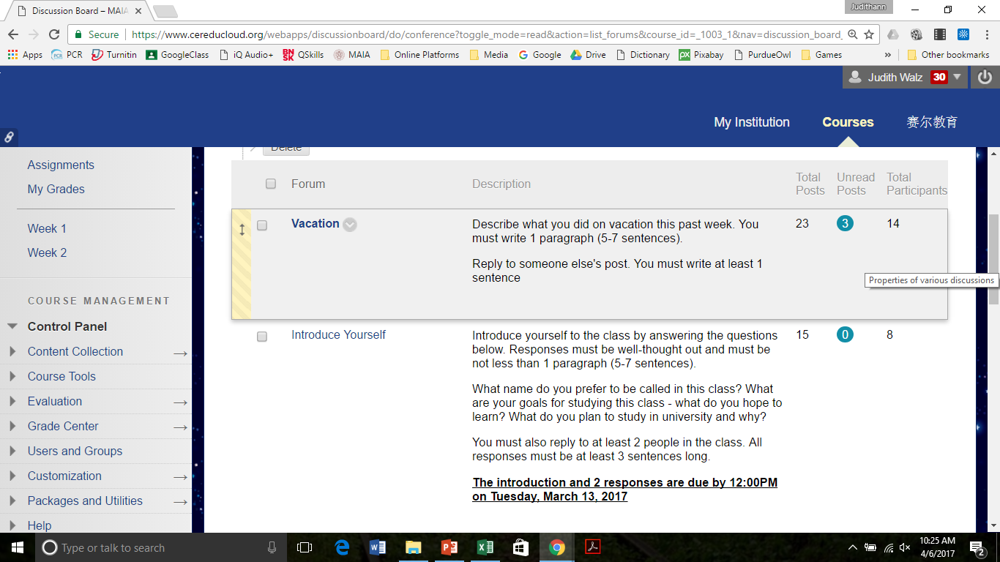 Judithann
Discussion Board – MAIA
Secure https://www.cereducloud.org/webapps/discussionboard/do/conference?toggle_mode=read&action=list_forums&course_id=_1003_1&nav=discussion_board_
Apps PCR Turnitin GoogleClass iQ Audio+ QSkills MAIA Online Platforms Media Google Drive Dictionary Pixabay PurdueOwl Games » Other bookmarks
Judith Walz 30
My Institution Courses 赛尔教育
Delete
Assignments
My Grades
Week 1
Week 2
COURSE MANAGEMENT
Control Panel
Content Collection
Course Tools
Evaluation
Grade Center
Users and Groups
Customization
Packages and Utilities
Help
Forum Description Total Posts Unread Posts Total Participants
Vacation
Describe what you did on vacation this past week. You
must write 1 paragraph (5-7 sentences).
Reply to someone else's post. You must write at least 1
sentence
23 3 14
Properties of various discussions
Introduce Yourself
Introduce yourself to the class by answering the questions
below. Responses must be well-thought out and must be
not less than 1 paragraph (5-7 sentences).
What name do you prefer to be called in this class? What
are your goals for studying this class - what do you hope to
learn? What do you plan to study in university and why?
You must also reply to at least 2 people in the class. All
responses must be at least 3 sentences long.
The introduction and 2 responses are due by 12:00PM
on Tuesday, March 13, 2017
15 0 8
Type or talk to search
10:25 AM
4/6/2017
2